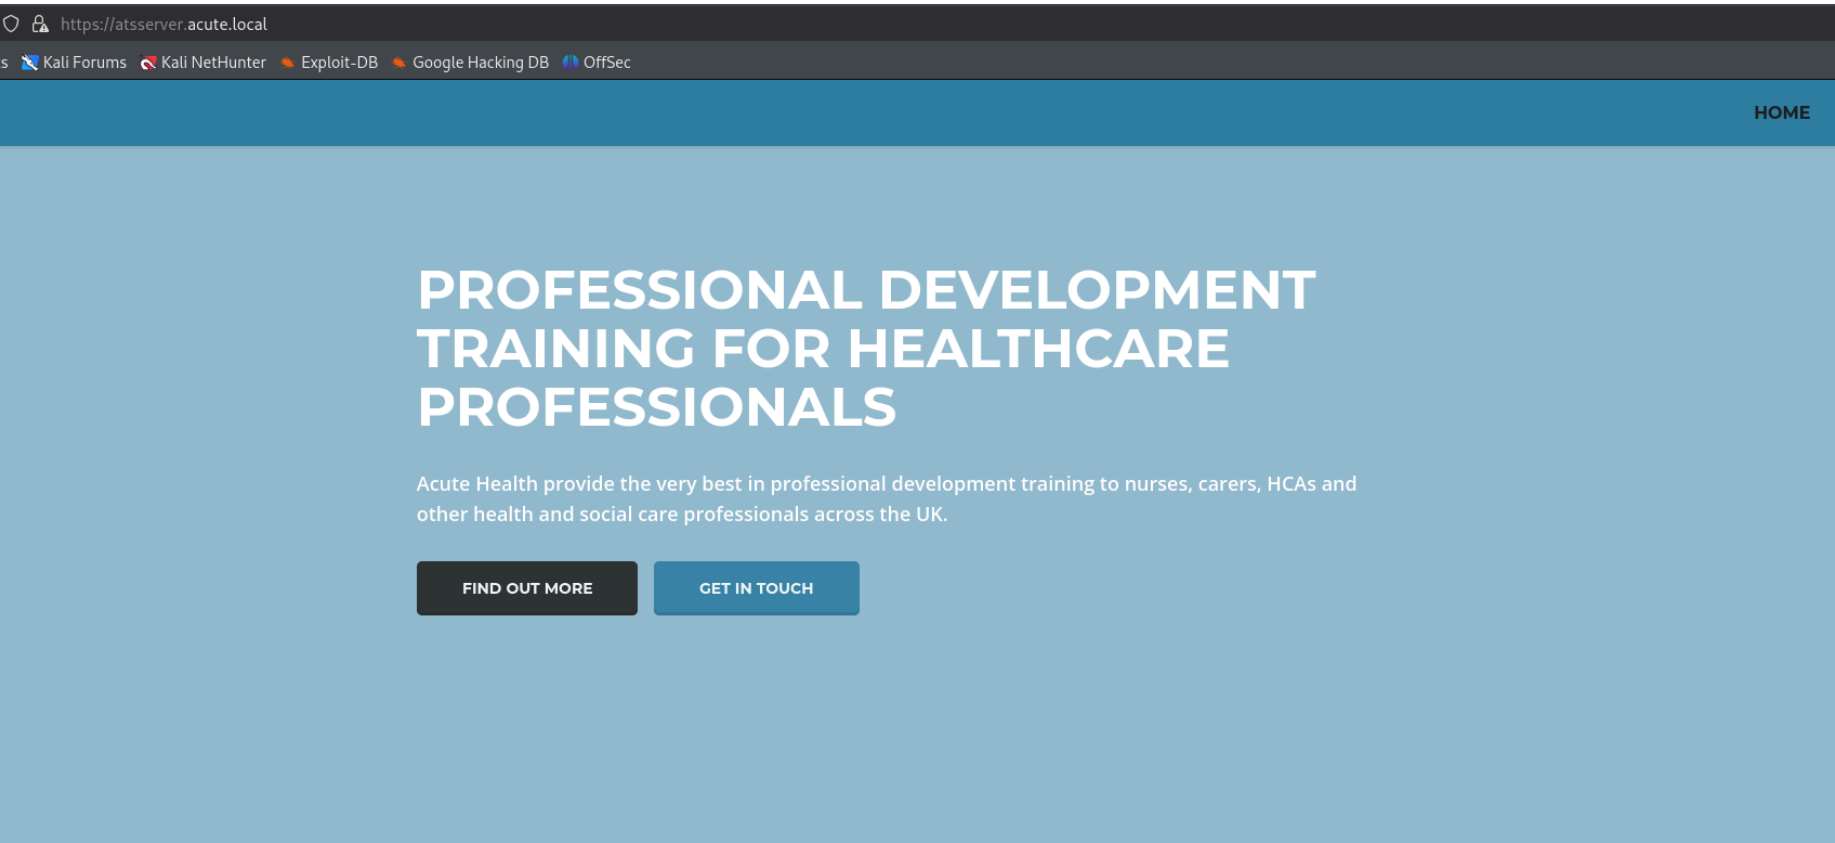 https://atsserver.acute.local
s Kali Forums Kali NetHunter Exploit-DB Google Hacking DB OffSec
HOME
PROFESSIONAL DEVELOPMENT
TRAINING FOR HEALTHCARE
PROFESSIONALS
Acute Health provide the very best in professional development training to nurses, carers, HCAs and
other health and social care professionals across the UK.
FIND OUT MORE GET IN TOUCH